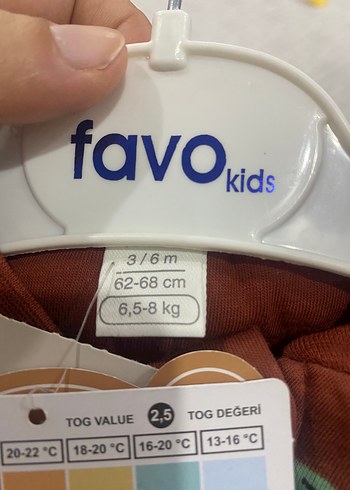 favo
kids
3 / 6 m
62-68 cm
6,5-8 kg
TOG VALUE 2,5 TOG DEĞERİ
20-22 °C 18-20 °C 16-20 °C 13-16 °C